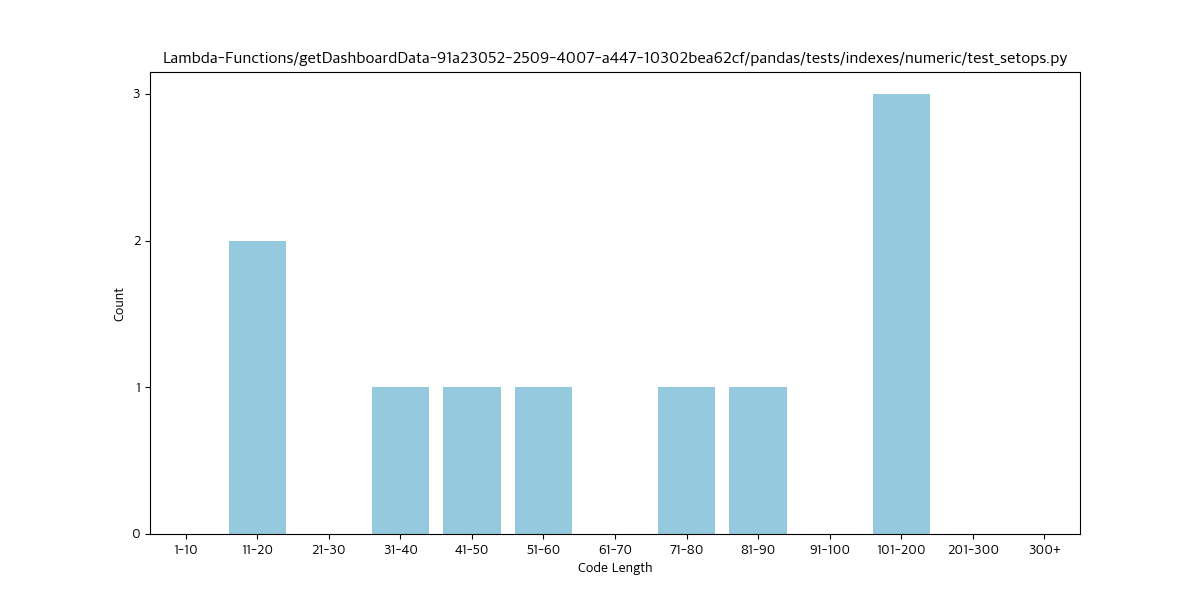 Lambda-Functions/getDashboardData-91a23052-2509-4007-a447-10302bea62cf/pandas/tests/indexes/numeric/test_setops.py
3
2
1
0
Count
1-10 11-20 21-30 31-40 41-50 51-60 61-70 71-80 81-90 91-100 101-200 201-300 300+
Code Length